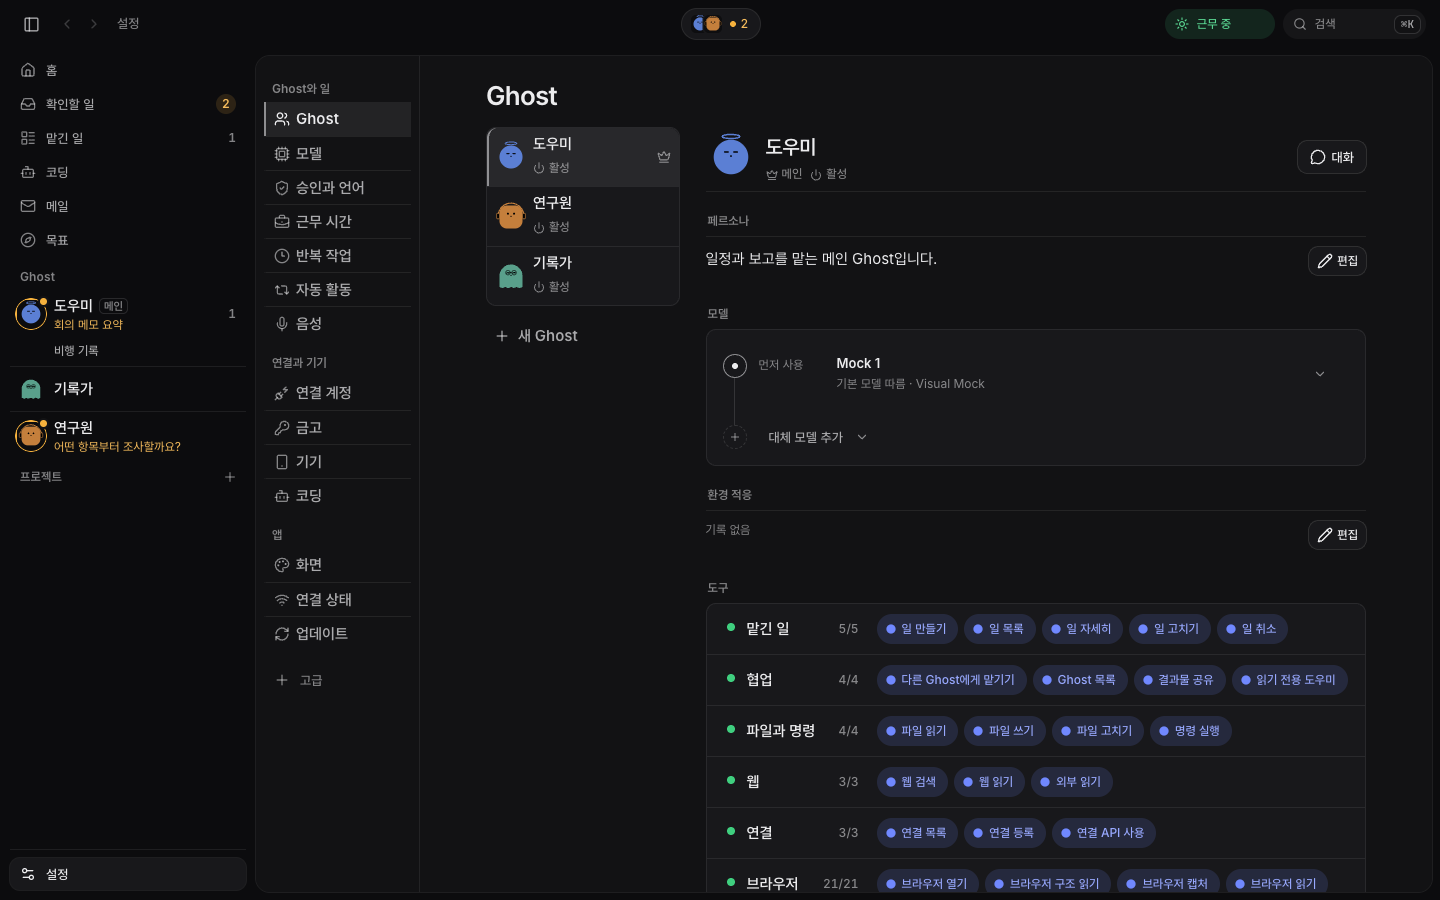 설정
2
근무 중
검색
⌘K
홈
확인할 일
2
맡긴 일
1
코딩
메일
목표
Ghost
도우미
메인
회의 메모 요약
1
비행 기록
기록가
연구원
어떤 항목부터 조사할까요?
프로젝트
설정
Ghost와 일
Ghost
모델
승인과 언어
근무 시간
반복 작업
자동 활동
음성
연결과 기기
연결 계정
금고
기기
코딩
앱
화면
연결 상태
업데이트
고급
Ghost
도우미
활성
연구원
활성
기록가
활성
새 Ghost
도우미
메인 활성
대화
페르소나
일정과 보고를 맡는 메인 Ghost입니다.
편집
모델
먼저 사용
Mock 1
기본 모델 따름 · Visual Mock
대체 모델 추가
환경 적응
기록 없음
편집
도구
맡긴 일 5/5 일 만들기 일 목록 일 자세히 일 고치기 일 취소
협업 4/4 다른 Ghost에게 맡기기 Ghost 목록 결과물 공유 읽기 전용 도우미
파일과 명령 4/4 파일 읽기 파일 쓰기 파일 고치기 명령 실행
웹 3/3 웹 검색 웹 읽기 외부 읽기
연결 3/3 연결 목록 연결 등록 연결 API 사용
브라우저 21/21 브라우저 열기 브라우저 구조 읽기 브라우저 캡처 브라우저 읽기